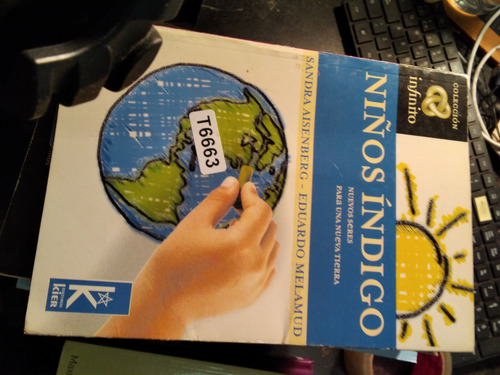 COLECCIÓN
infinito
NIÑOS ÍNDIGO
NUEVOS SERES
PARA UNA NUEVA TIERRA
SANDRA AISENBERG - EDUARDO MELAMUD
T6663
K
KIER